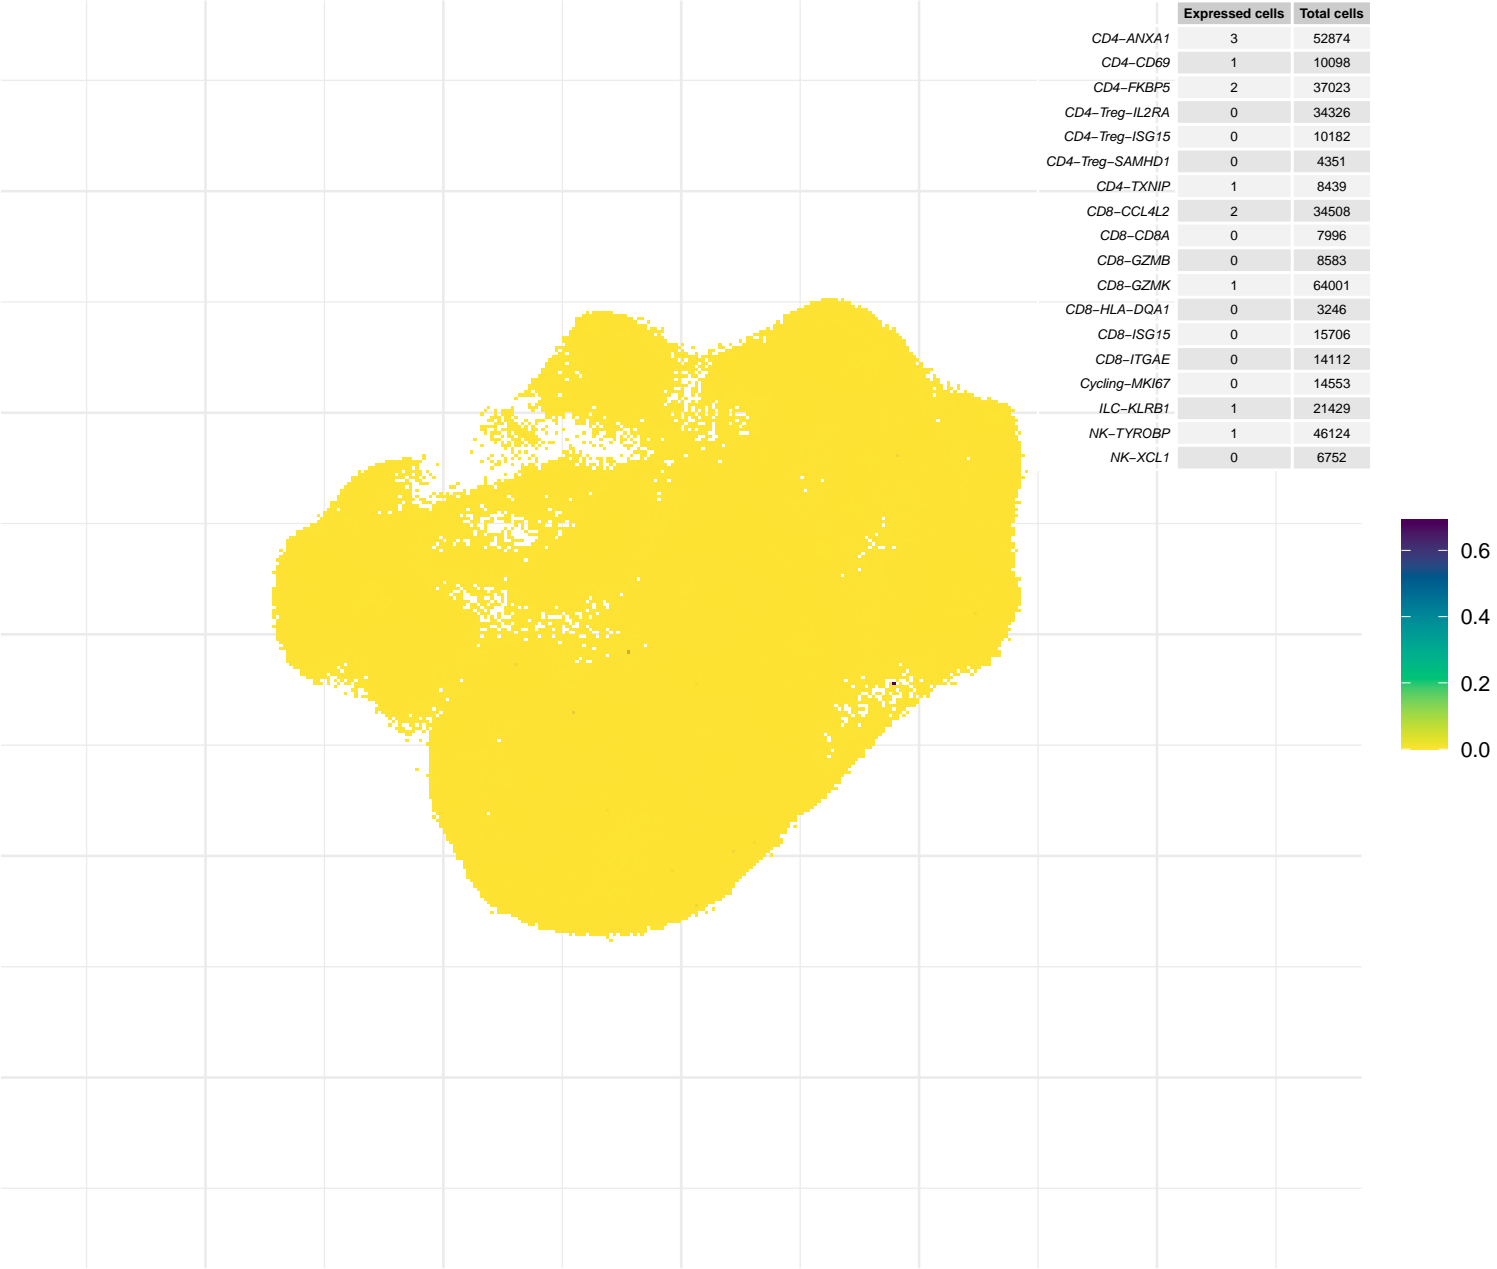 Expressed cells Total cells
CD4−ANXA1 3 52874
CD4−CD69 1 10098
CD4−FKBP5 2 37023
CD4−Treg−IL2RA 0 34326
CD4−Treg−ISG15 0 10182
CD4−Treg−SAMHD1 0 4351
CD4−TXNIP 1 8439
CD8−CCL4L2 2 34508
CD8−CD8A 0 7996
CD8−GZMB 0 8583
CD8−GZMK 1 64001
CD8−HLA−DQA1 0 3246
CD8−ISG15 0 15706
CD8−ITGAE 0 14112
Cycling−MKI67 0 14553
ILC−KLRB1 1 21429
NK−TYROBP 1 46124
NK−XCL1 0 6752
0.6
0.4
0.2
0.0